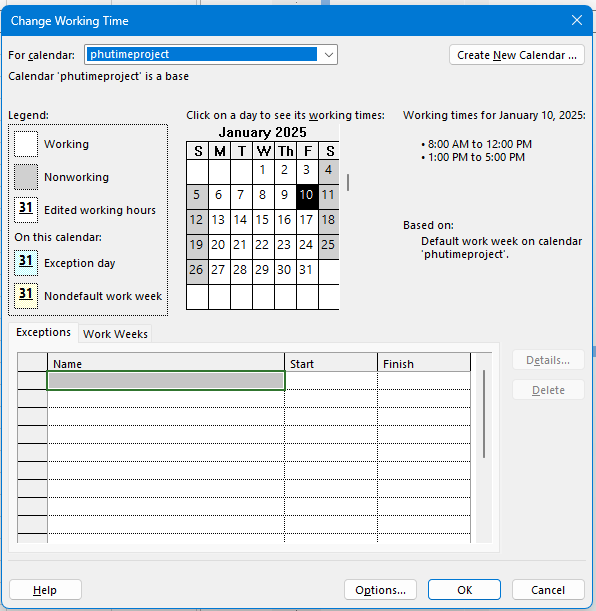 Change Working Time
For calendar: phutimeproject
Create New Calendar ...
Calendar 'phutimeproject' is a base
Legend:
Working
Nonworking
31 Edited working hours
On this calendar:
31 Exception day
31 Nondefault work week
Click on a day to see its working times:
January 2025
S M T W Th F S
1 2 3 4
5 6 7 8 9 10 11
12 13 14 15 16 17 18
19 20 21 22 23 24 25
26 27 28 29 30 31
Working times for January 10, 2025:
• 8:00 AM to 12:00 PM
• 1:00 PM to 5:00 PM
Based on:
Default work week on calendar
'phutimeproject'.
Exceptions Work Weeks
Name Start Finish
Details...
Delete
Help Options... OK Cancel